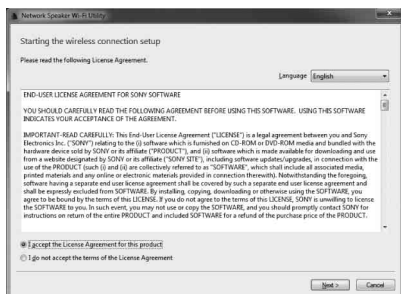 Network Speaker Wi-Fi Utility
Starting the wireless connection setup
Please read the following License Agreement.
Language English
END-USER LICENSE AGREEMENT FOR SONY SOFTWARE
YOU SHOULD CAREFULLY READ THE FOLLOWING AGREEMENT BEFORE USING THIS SOFTWARE. USING THIS SOFTWARE
INDICATES YOUR ACCEPTANCE OF THE AGREEMENT.
IMPORTANT-READ CAREFULLY: This End-User License Agreement ("LICENSE") is a legal agreement between you and Sony
Electronics Inc. ("SONY") relating to the (i) software which is furnished on CD-ROM or DVD-ROM media and bundled with the
hardware device sold by SONY or its affiliate ("PRODUCT"), and (ii) software which is made available for downloading and use
from a website designated by SONY or its affiliate ("SONY SITE"), including software updates/upgrades, in connection with the
use of the PRODUCT (such (i) and (ii) are collectively referred to as "SOFTWARE", which shall include all associated media,
printed materials and any online or electronic materials provided in connection therewith). Notwithstanding the foregoing,
software having a separate end user license agreement shall be covered by such a separate end user license agreement and
shall be expressly excluded from SOFTWARE. By installing, copying, downloading or otherwise using the SOFTWARE, you
agree to be bound by the terms of this LICENSE. If you do not agree to the terms of this LICENSE, SONY is unwilling to license
the SOFTWARE to you. In such event, you may not use or copy the SOFTWARE, and you should promptly contact SONY for
instructions on return of the entire PRODUCT and included SOFTWARE for a refund of the purchase price of the PRODUCT.
I accept the License Agreement for this product
I do not accept the terms of the License Agreement
Next > Cancel